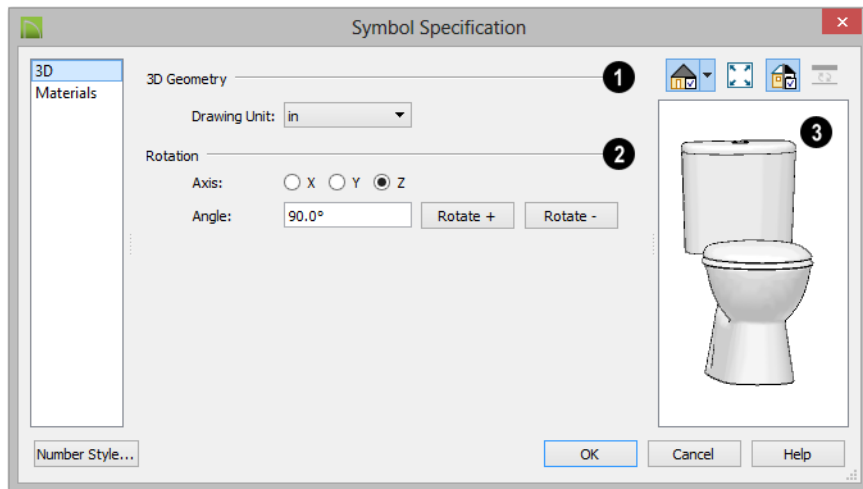 Symbol Specification
3D
Materials
3D Geometry
1
Drawing Unit: in
Rotation
2
Axis: X Y Z
Angle: 90.0° Rotate + Rotate -
3
Number Style... OK Cancel Help